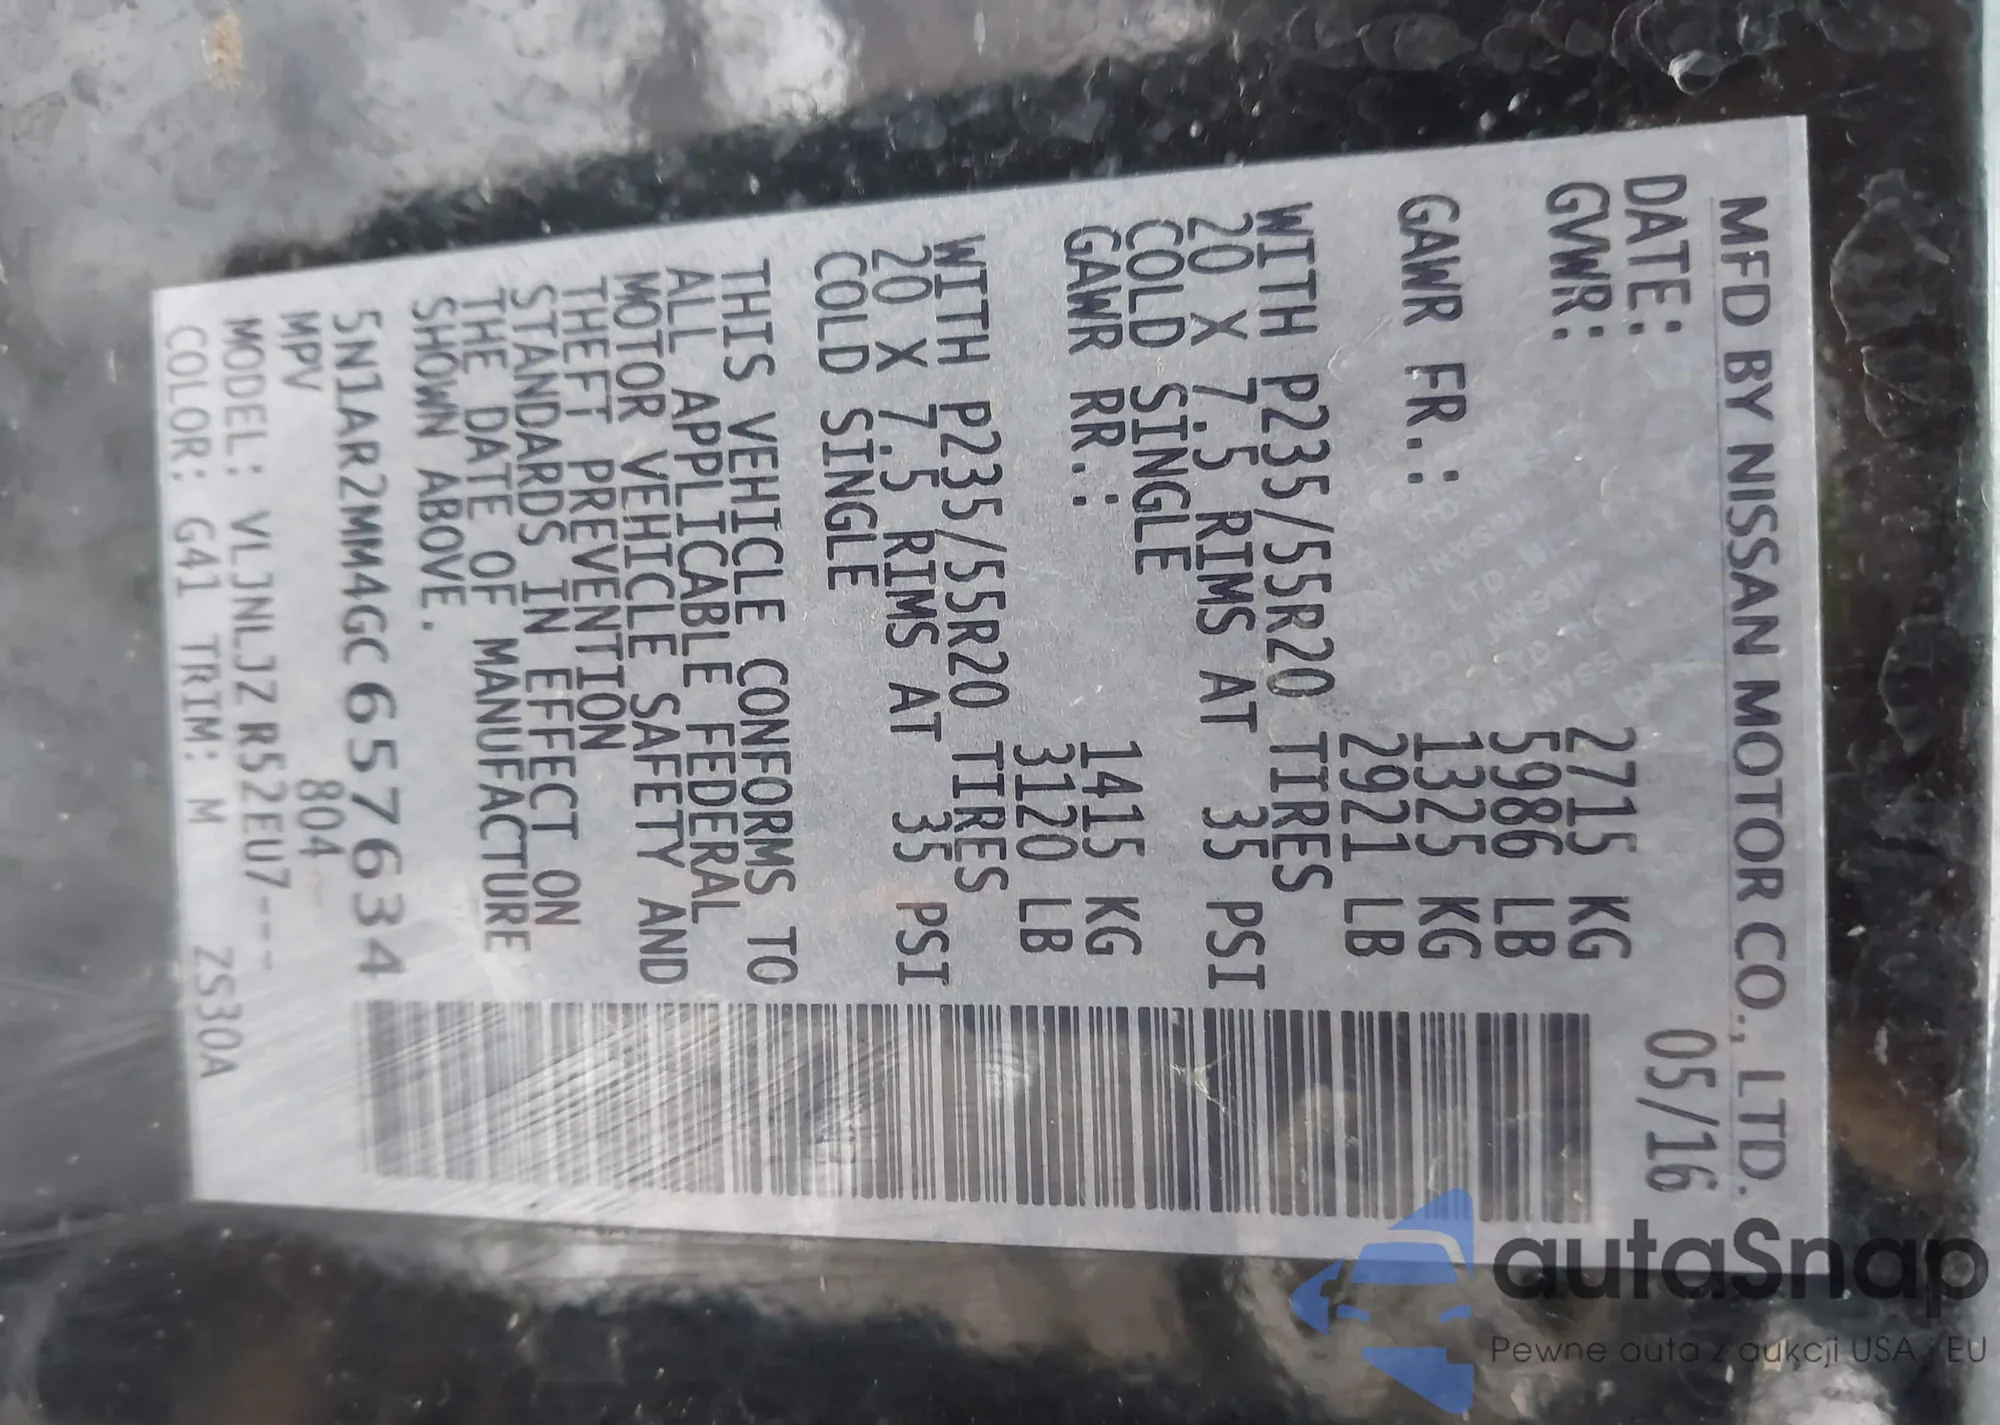 MFD BY NISSAN MOTOR CO., LTD.
DATE: 05/16
GVWR: 2715 KG
5986 LB
GAWR FR.: 1325 KG
2921 LB
WITH P235/55R20 TIRES
20 X 7.5 RIMS AT 35 PSI
COLD SINGLE
GAWR RR.: 1415 KG
3120 LB
WITH P235/55R20 TIRES
20 X 7.5 RIMS AT 35 PSI
COLD SINGLE
THIS VEHICLE CONFORMS TO
ALL APPLICABLE FEDERAL
MOTOR VEHICLE SAFETY AND
THEFT PREVENTION
STANDARDS IN EFFECT ON
THE DATE OF MANUFACTURE
SHOWN ABOVE.
5N1AR2MM4GC657634
MPV 804
MODEL: VLJNLJZ R52EU7---
COLOR: G41 TRIM: M ZS30A
autaSnap
Pewne auta z aukcji USA i EU